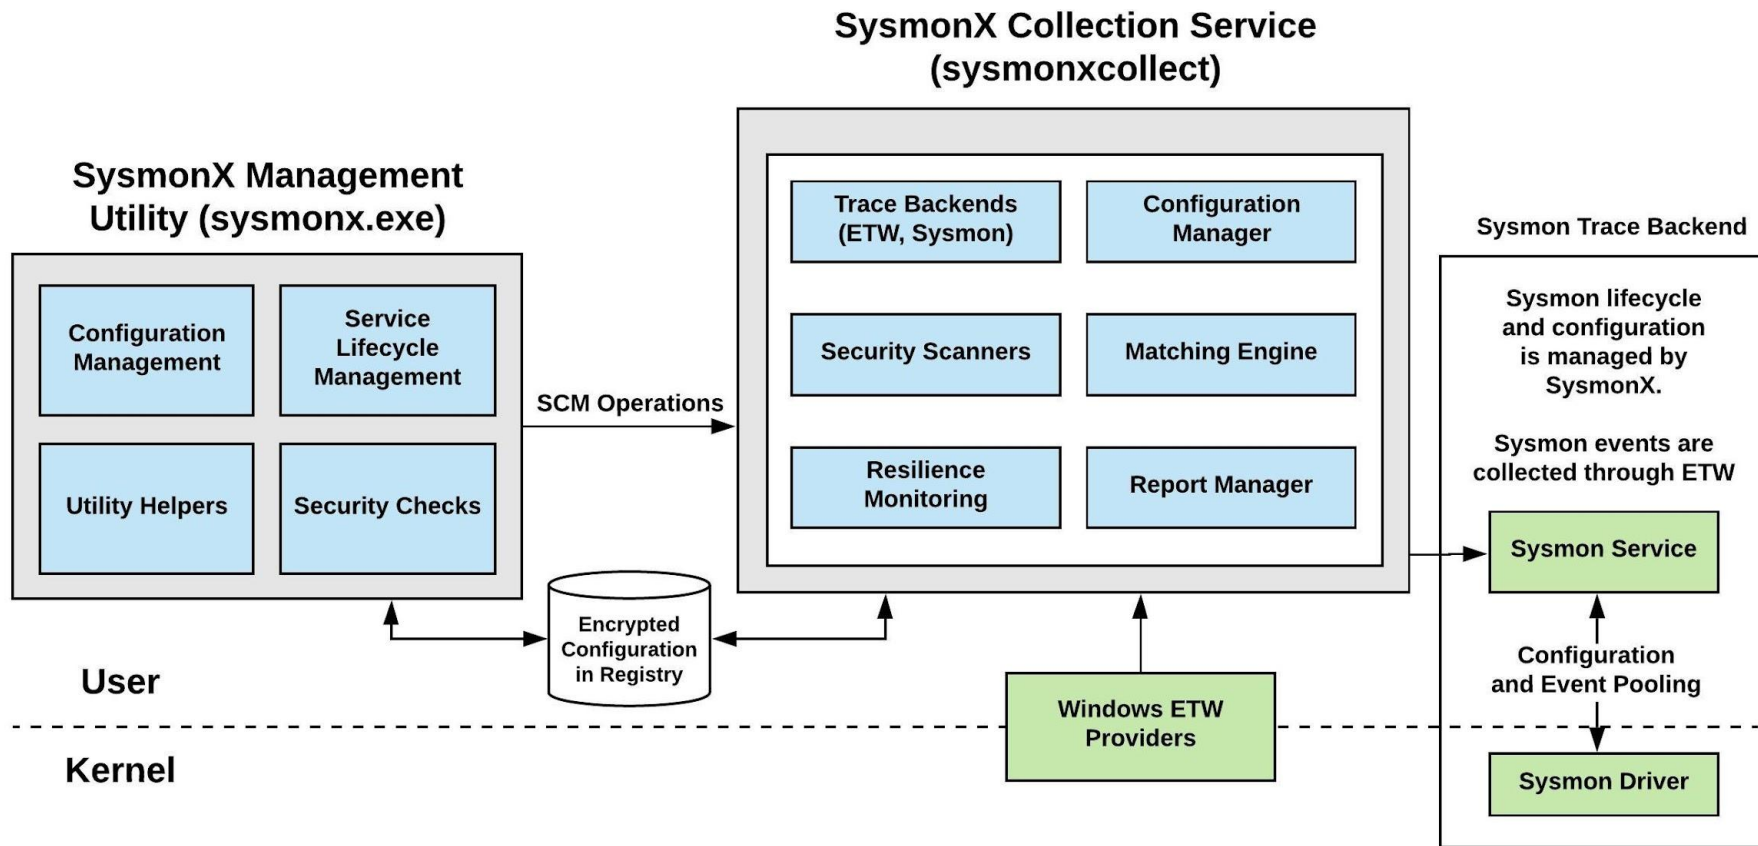 SysmonX Collection Service
(sysmonxcollect)
SysmonX Management
Utility (sysmonx.exe)
Configuration
Management
Service
Lifecycle
Management
Utility Helpers
Security Checks
SCM Operations
Trace Backends
(ETW, Sysmon)
Configuration
Manager
Security Scanners
Matching Engine
Resilience
Monitoring
Report Manager
Sysmon Trace Backend
Sysmon lifecycle
and configuration
is managed by
SysmonX.
Sysmon events are
collected through ETW
Sysmon Service
Configuration
and Event Pooling
Sysmon Driver
Encrypted
Configuration
in Registry
Windows ETW
Providers
User
Kernel